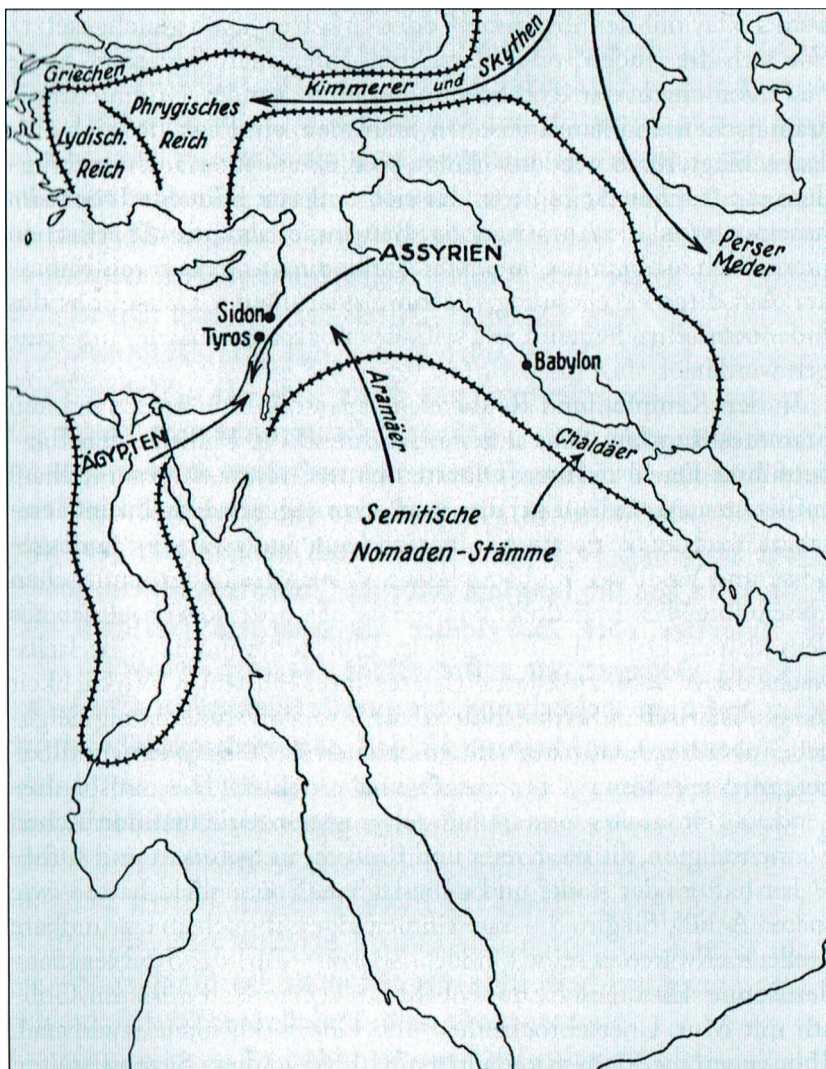 Griechen
Kimmerer und Skythen
Phrygisches
Reich
Lydisch.
Reich
Perser
Meder
ASSYRIEN
Sidon
Tyros
Babylon
Aramäer
Chaldäer
ÄGYPTEN
Semitische
Nomaden-Stämme